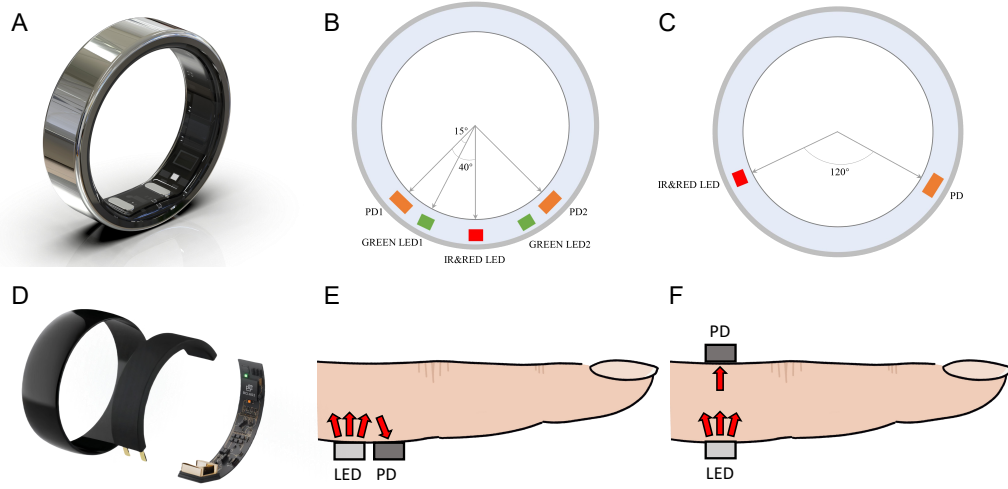 A
B
C
15°
40°
PD1
GREEN LED1
IR&RED LED
GREEN LED2
PD2
120°
IR&RED LED
PD
D
E
F
LED
PD
PD
LED